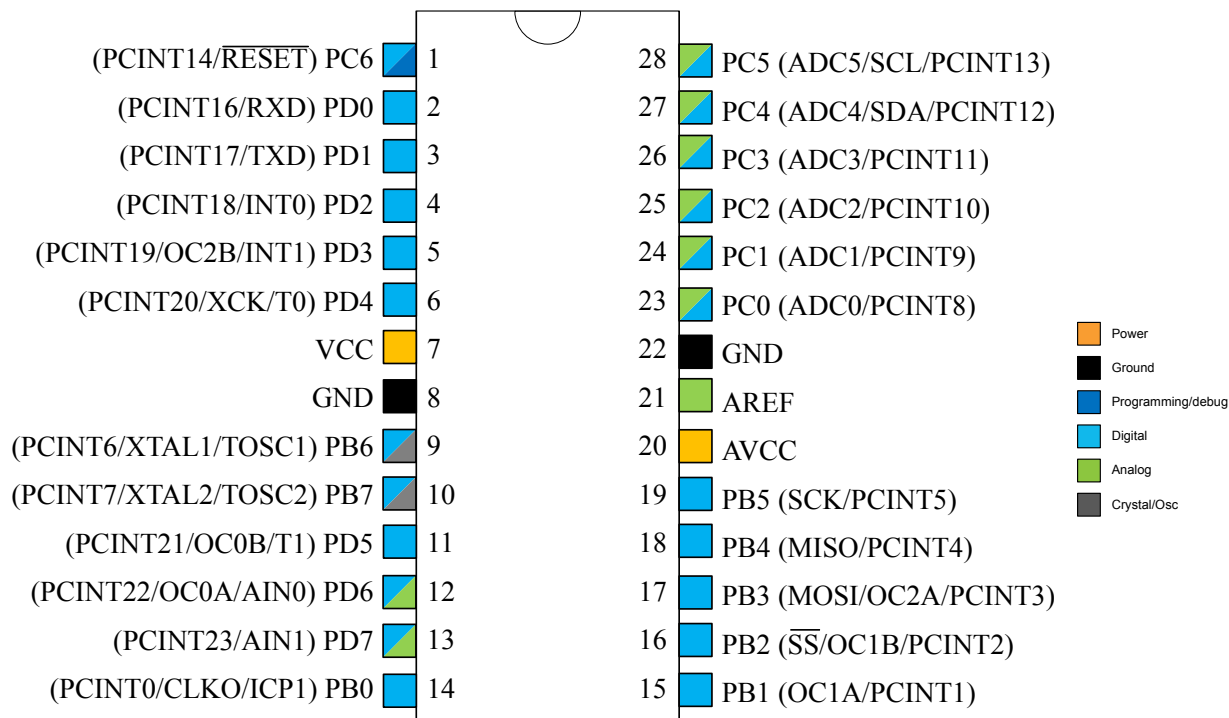 (PCINT14/RESET) PC6 1
(PCINT16/RXD) PD0 2
(PCINT17/TXD) PD1 3
(PCINT18/INT0) PD2 4
(PCINT19/OC2B/INT1) PD3 5
(PCINT20/XCK/T0) PD4 6
VCC 7
GND 8
(PCINT6/XTAL1/TOSC1) PB6 9
(PCINT7/XTAL2/TOSC2) PB7 10
(PCINT21/OC0B/T1) PD5 11
(PCINT22/OC0A/AIN0) PD6 12
(PCINT23/AIN1) PD7 13
(PCINT0/CLKO/ICP1) PB0 14
28 PC5 (ADC5/SCL/PCINT13)
27 PC4 (ADC4/SDA/PCINT12)
26 PC3 (ADC3/PCINT11)
25 PC2 (ADC2/PCINT10)
24 PC1 (ADC1/PCINT9)
23 PC0 (ADC0/PCINT8)
22 GND
21 AREF
20 AVCC
19 PB5 (SCK/PCINT5)
18 PB4 (MISO/PCINT4)
17 PB3 (MOSI/OC2A/PCINT3)
16 PB2 (SS/OC1B/PCINT2)
15 PB1 (OC1A/PCINT1)
Power
Ground
Programming/debug
Digital
Analog
Crystal/Osc